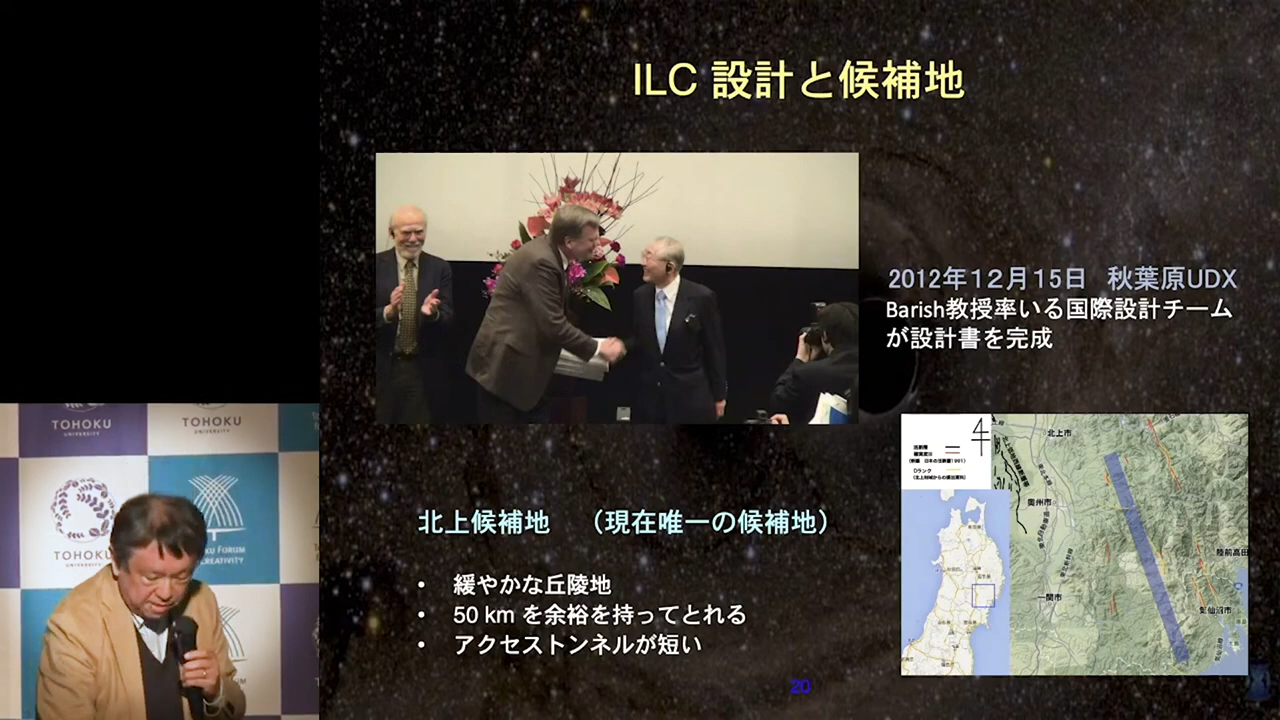 ILC 設計と候補地
2012年12月15日 秋葉原UDX
Barish教授率いる国際設計チーム
が設計書を完成
北上候補地 （現在唯一の候補地）
• 緩やかな丘陵地
• 50 km を余裕を持ってとれる
• アクセストンネルが短い
北上市
奥州市
一関市
陸前高田
気仙沼市
20
TOHOKU
UNIVERSITY
TOHOKU
UNIVERSITY
TOHOKU
KU FORUM
CREATIVITY